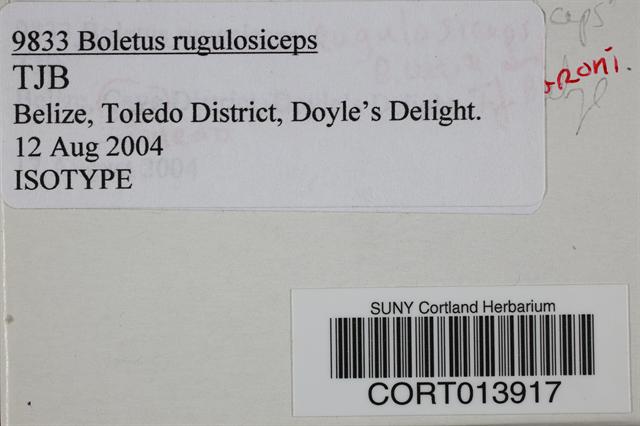 9833 Boletus rugulosiceps
TJB
Belize, Toledo District, Doyle's Delight.
12 Aug 2004
ISOTYPE
SUNY Cortland Herbarium
CORT013917